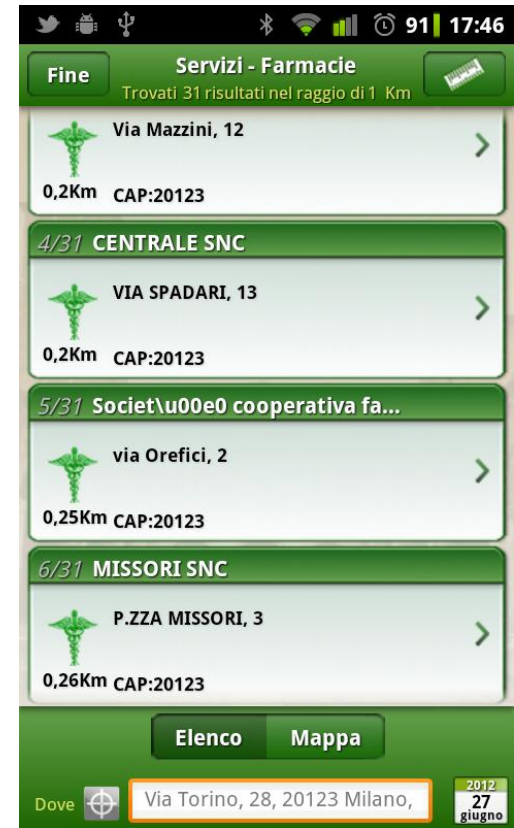 91 17:46
Fine
Servizi - Farmacie
Trovati 31 risultati nel raggio di 1 Km
Via Mazzini, 12
0,2Km CAP:20123
4/31 CENTRALE SNC
VIA SPADARI, 13
0,2Km CAP:20123
5/31 Societ\u00e0 cooperativa fa...
via Orefici, 2
0,25Km CAP:20123
6/31 MISSORI SNC
P.ZZA MISSORI, 3
0,26Km CAP:20123
Elenco Mappa
Dove Via Torino, 28, 20123 Milano,
2012
27
giugno